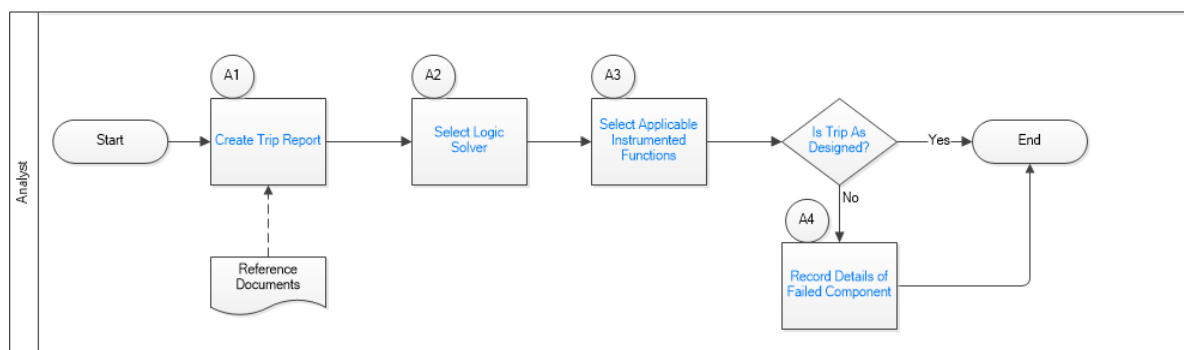 Analyst
Start
A1
Create Trip Report
Reference
Documents
A2
Select Logic
Solver
A3
Select Applicable
Instrumented
Functions
Is Trip As
Designed?
Yes
End
No
A4
Record Details of
Failed Component